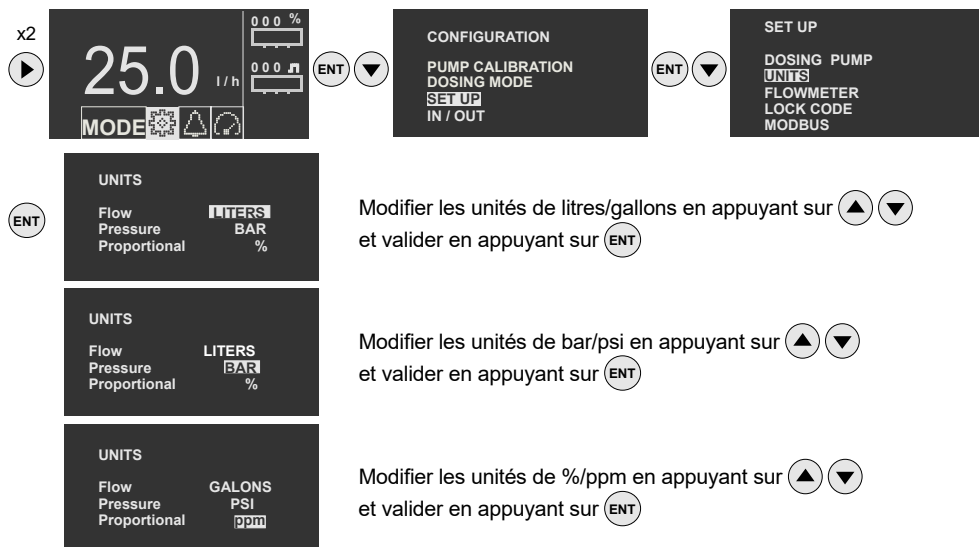 x2
25.0 l/h
000 %
000
MODE
ENT
CONFIGURATION
PUMP CALIBRATION
DOSING MODE
SET UP
IN / OUT
ENT
SET UP
DOSING PUMP
UNITS
FLOWMETER
LOCK CODE
MODBUS
ENT
UNITS
Flow LITERS
Pressure BAR
Proportional %
Modifier les unités de litres/gallons en appuyant sur
et valider en appuyant sur ENT
UNITS
Flow LITERS
Pressure BAR
Proportional %
Modifier les unités de bar/psi en appuyant sur
et valider en appuyant sur ENT
UNITS
Flow GALONS
Pressure PSI
Proportional ppm
Modifier les unités de %/ppm en appuyant sur
et valider en appuyant sur ENT